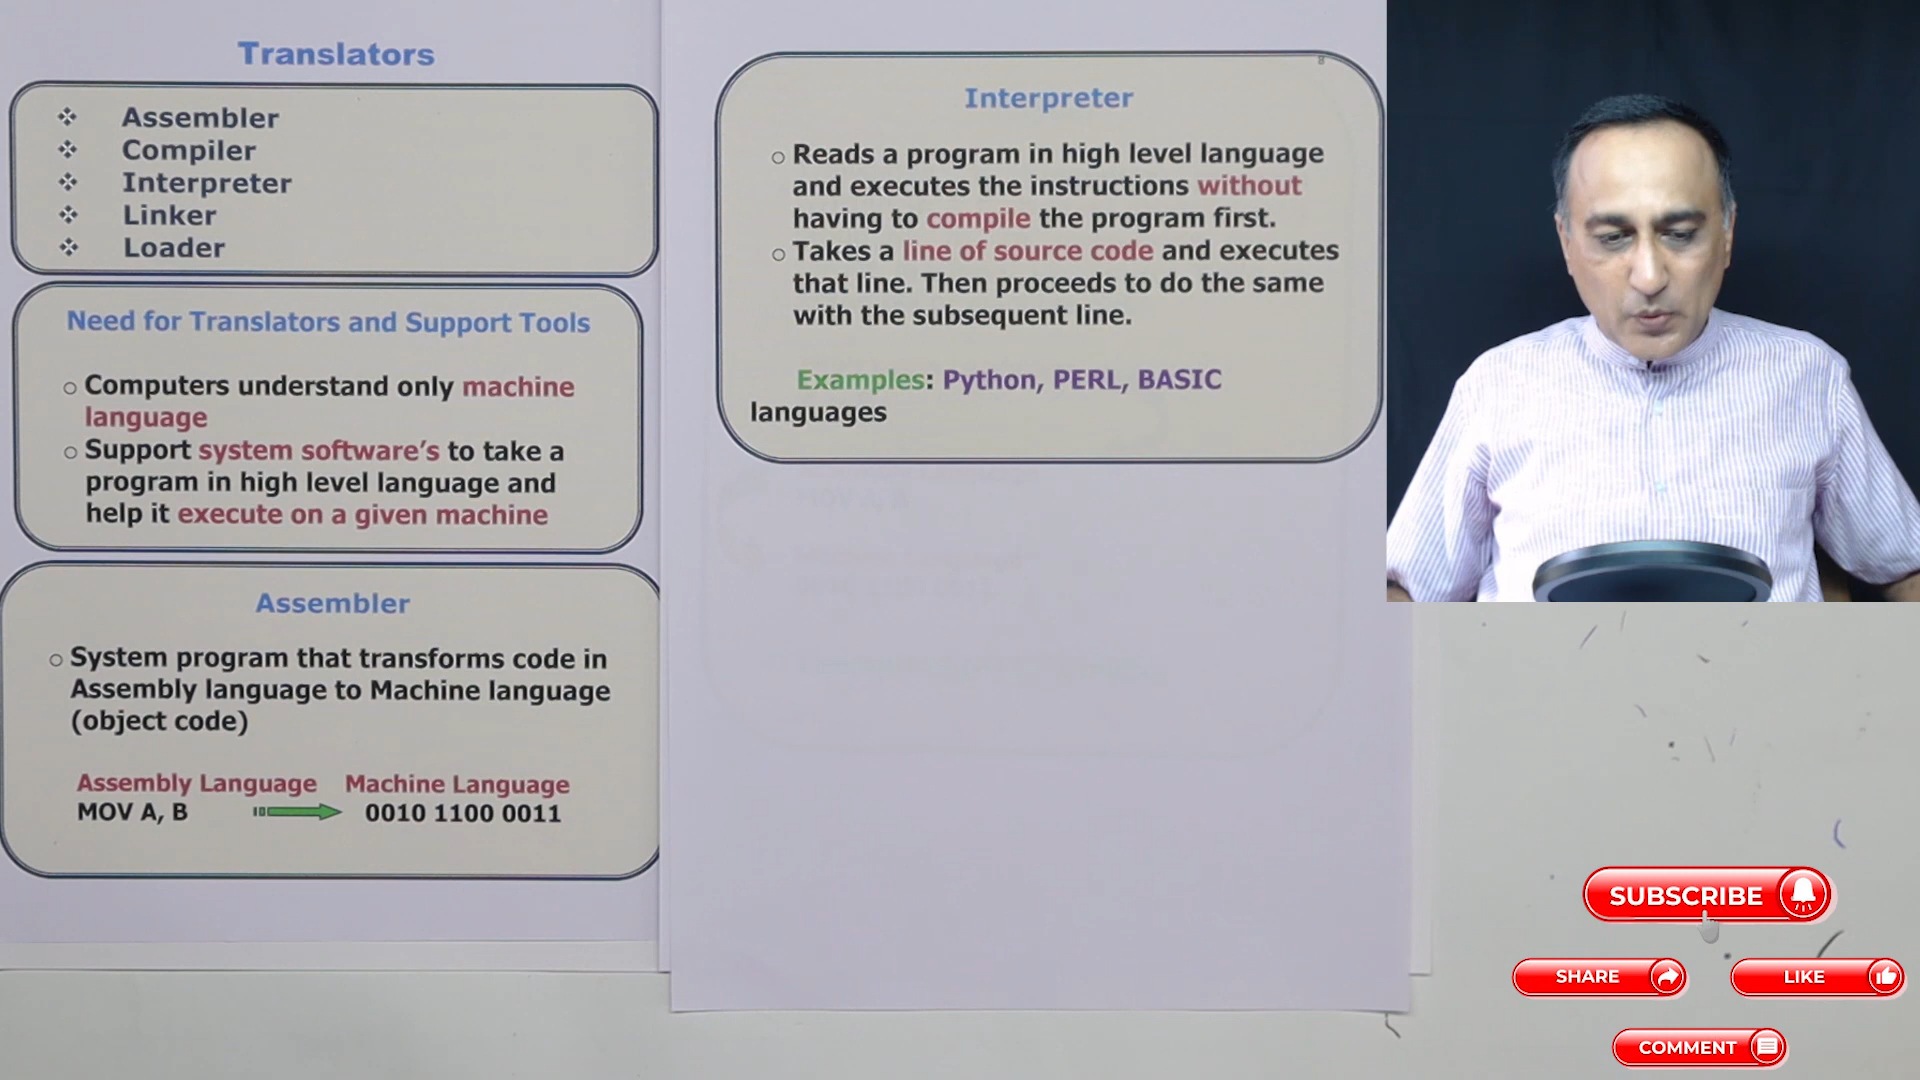 Translators
Assembler
Compiler
Interpreter
Linker
Loader
Need for Translators and Support Tools
Computers understand only machine
language
Support system software's to take a
program in high level language and
help it execute on a given machine
Assembler
System program that transforms code in
Assembly language to Machine language
(object code)
Assembly Language Machine Language
MOV A, B 0010 1100 0011
Interpreter
Reads a program in high level language
and executes the instructions without
having to compile the program first.
Takes a line of source code and executes
that line. Then proceeds to do the same
with the subsequent line.
Examples: Python, PERL, BASIC
languages
SUBSCRIBE
SHARE
LIKE
COMMENT